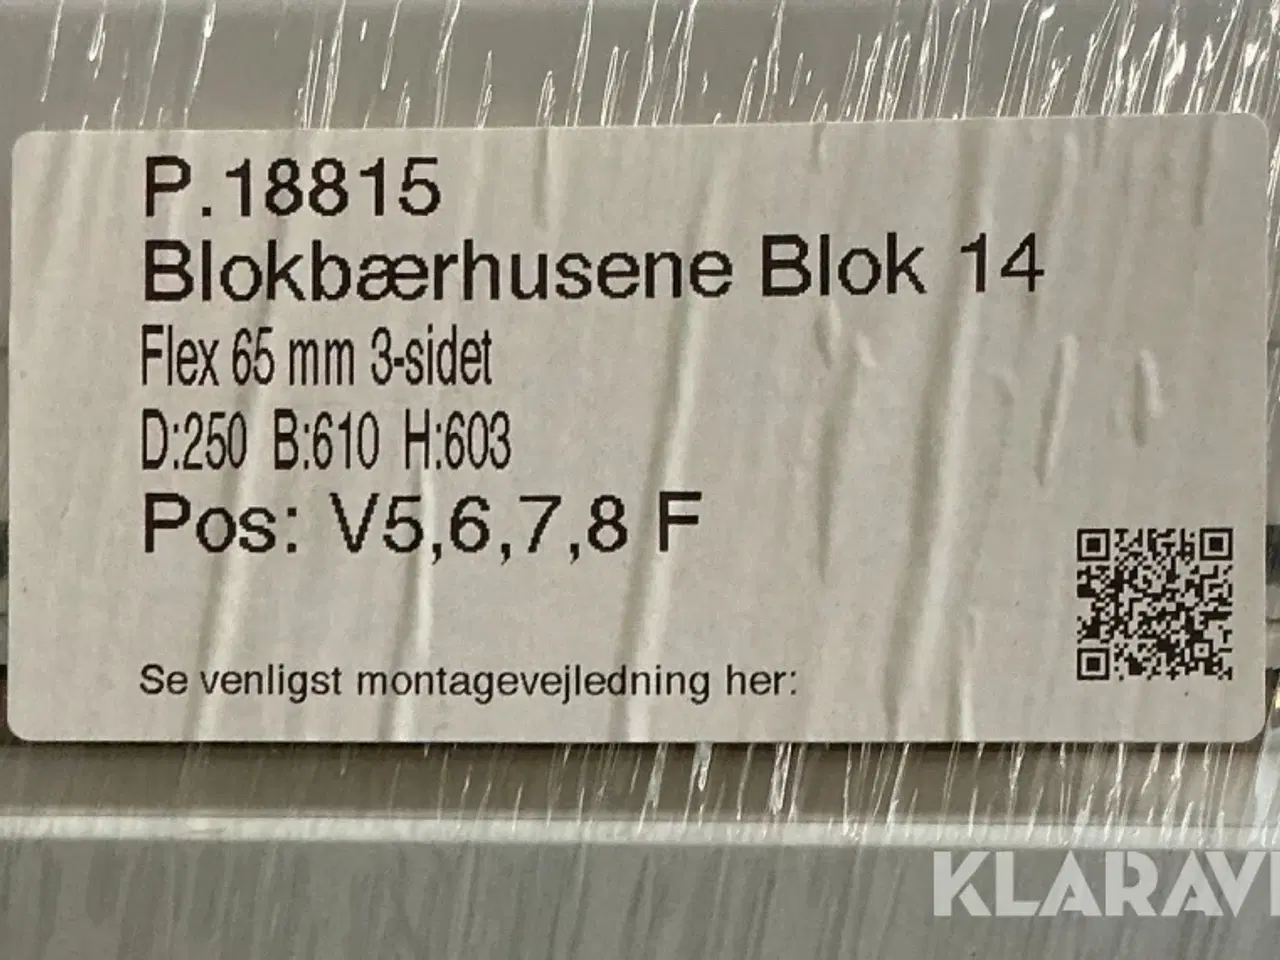 P.18815
Blokbærhusene Blok 14
Flex 65 mm 3-sidet
D:250 B:610 H:603
Pos: V5,6,7,8 F
Se venligst montagevejledning her:
KLARAVI